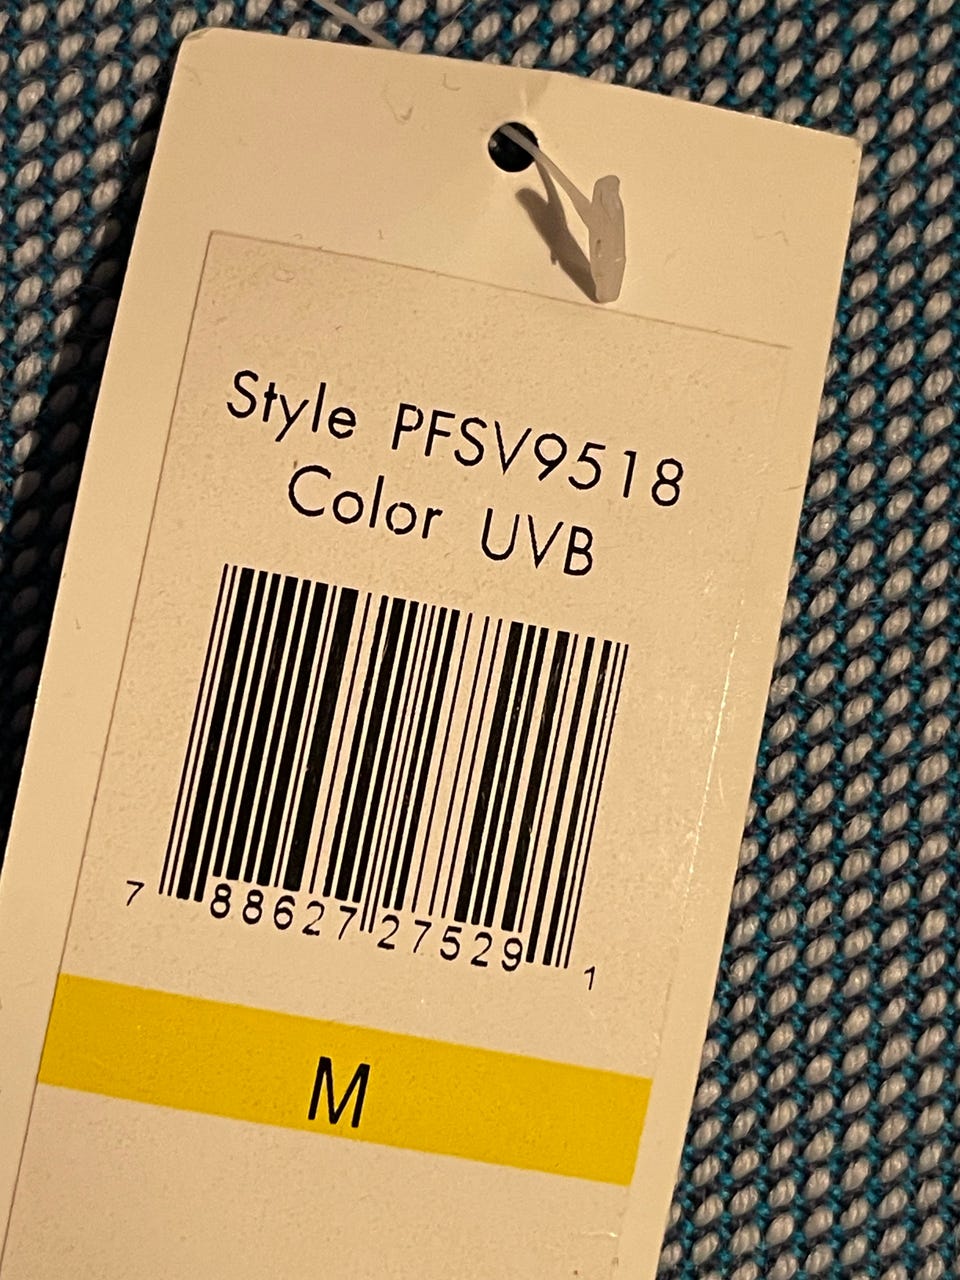 Style PFSV9518
Color UVB
7 88627 27529 1
M